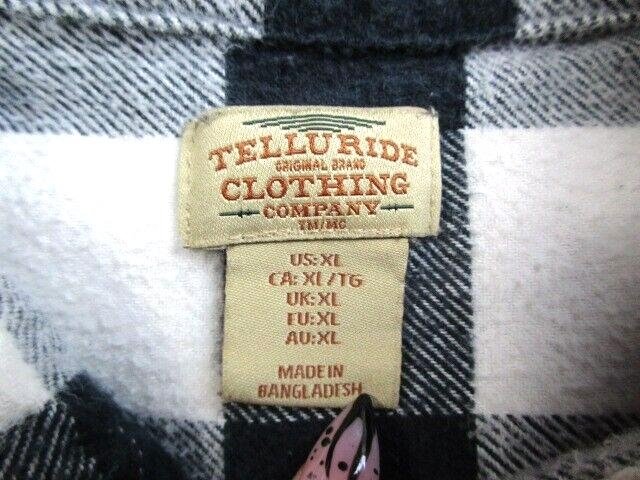 TELLURIDE
ORIGINAL BRAND
CLOTHING
COMPANY
TM/MC
US: XL
CA: XL/TG
UK: XL
EU: XL
AU: XL
MADE IN
BANGLADESH